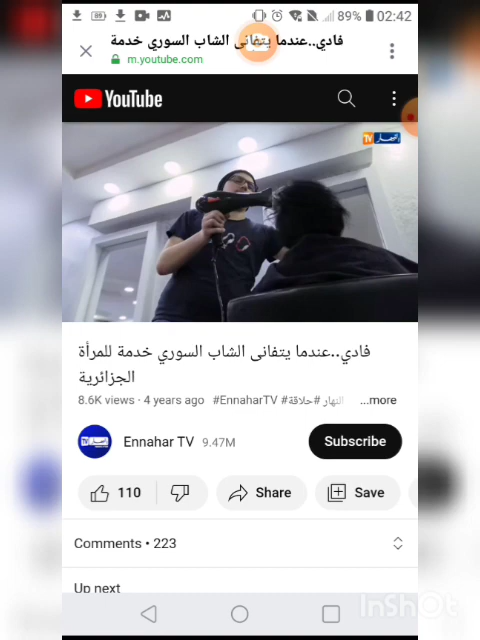 89% 02:42
فادي..عندما يتفانى الشاب السوري خدمة
m.youtube.com
YouTube
النهار TV
فادي..عندما يتفانى الشاب السوري خدمة للمرأة
الجزائرية
8.6K views · 4 years ago #EnnaharTV #النهار #حلاقة ...more
Ennahar TV 9.47M
Subscribe
110
Share
Save
Comments • 223
Up next
InShOt